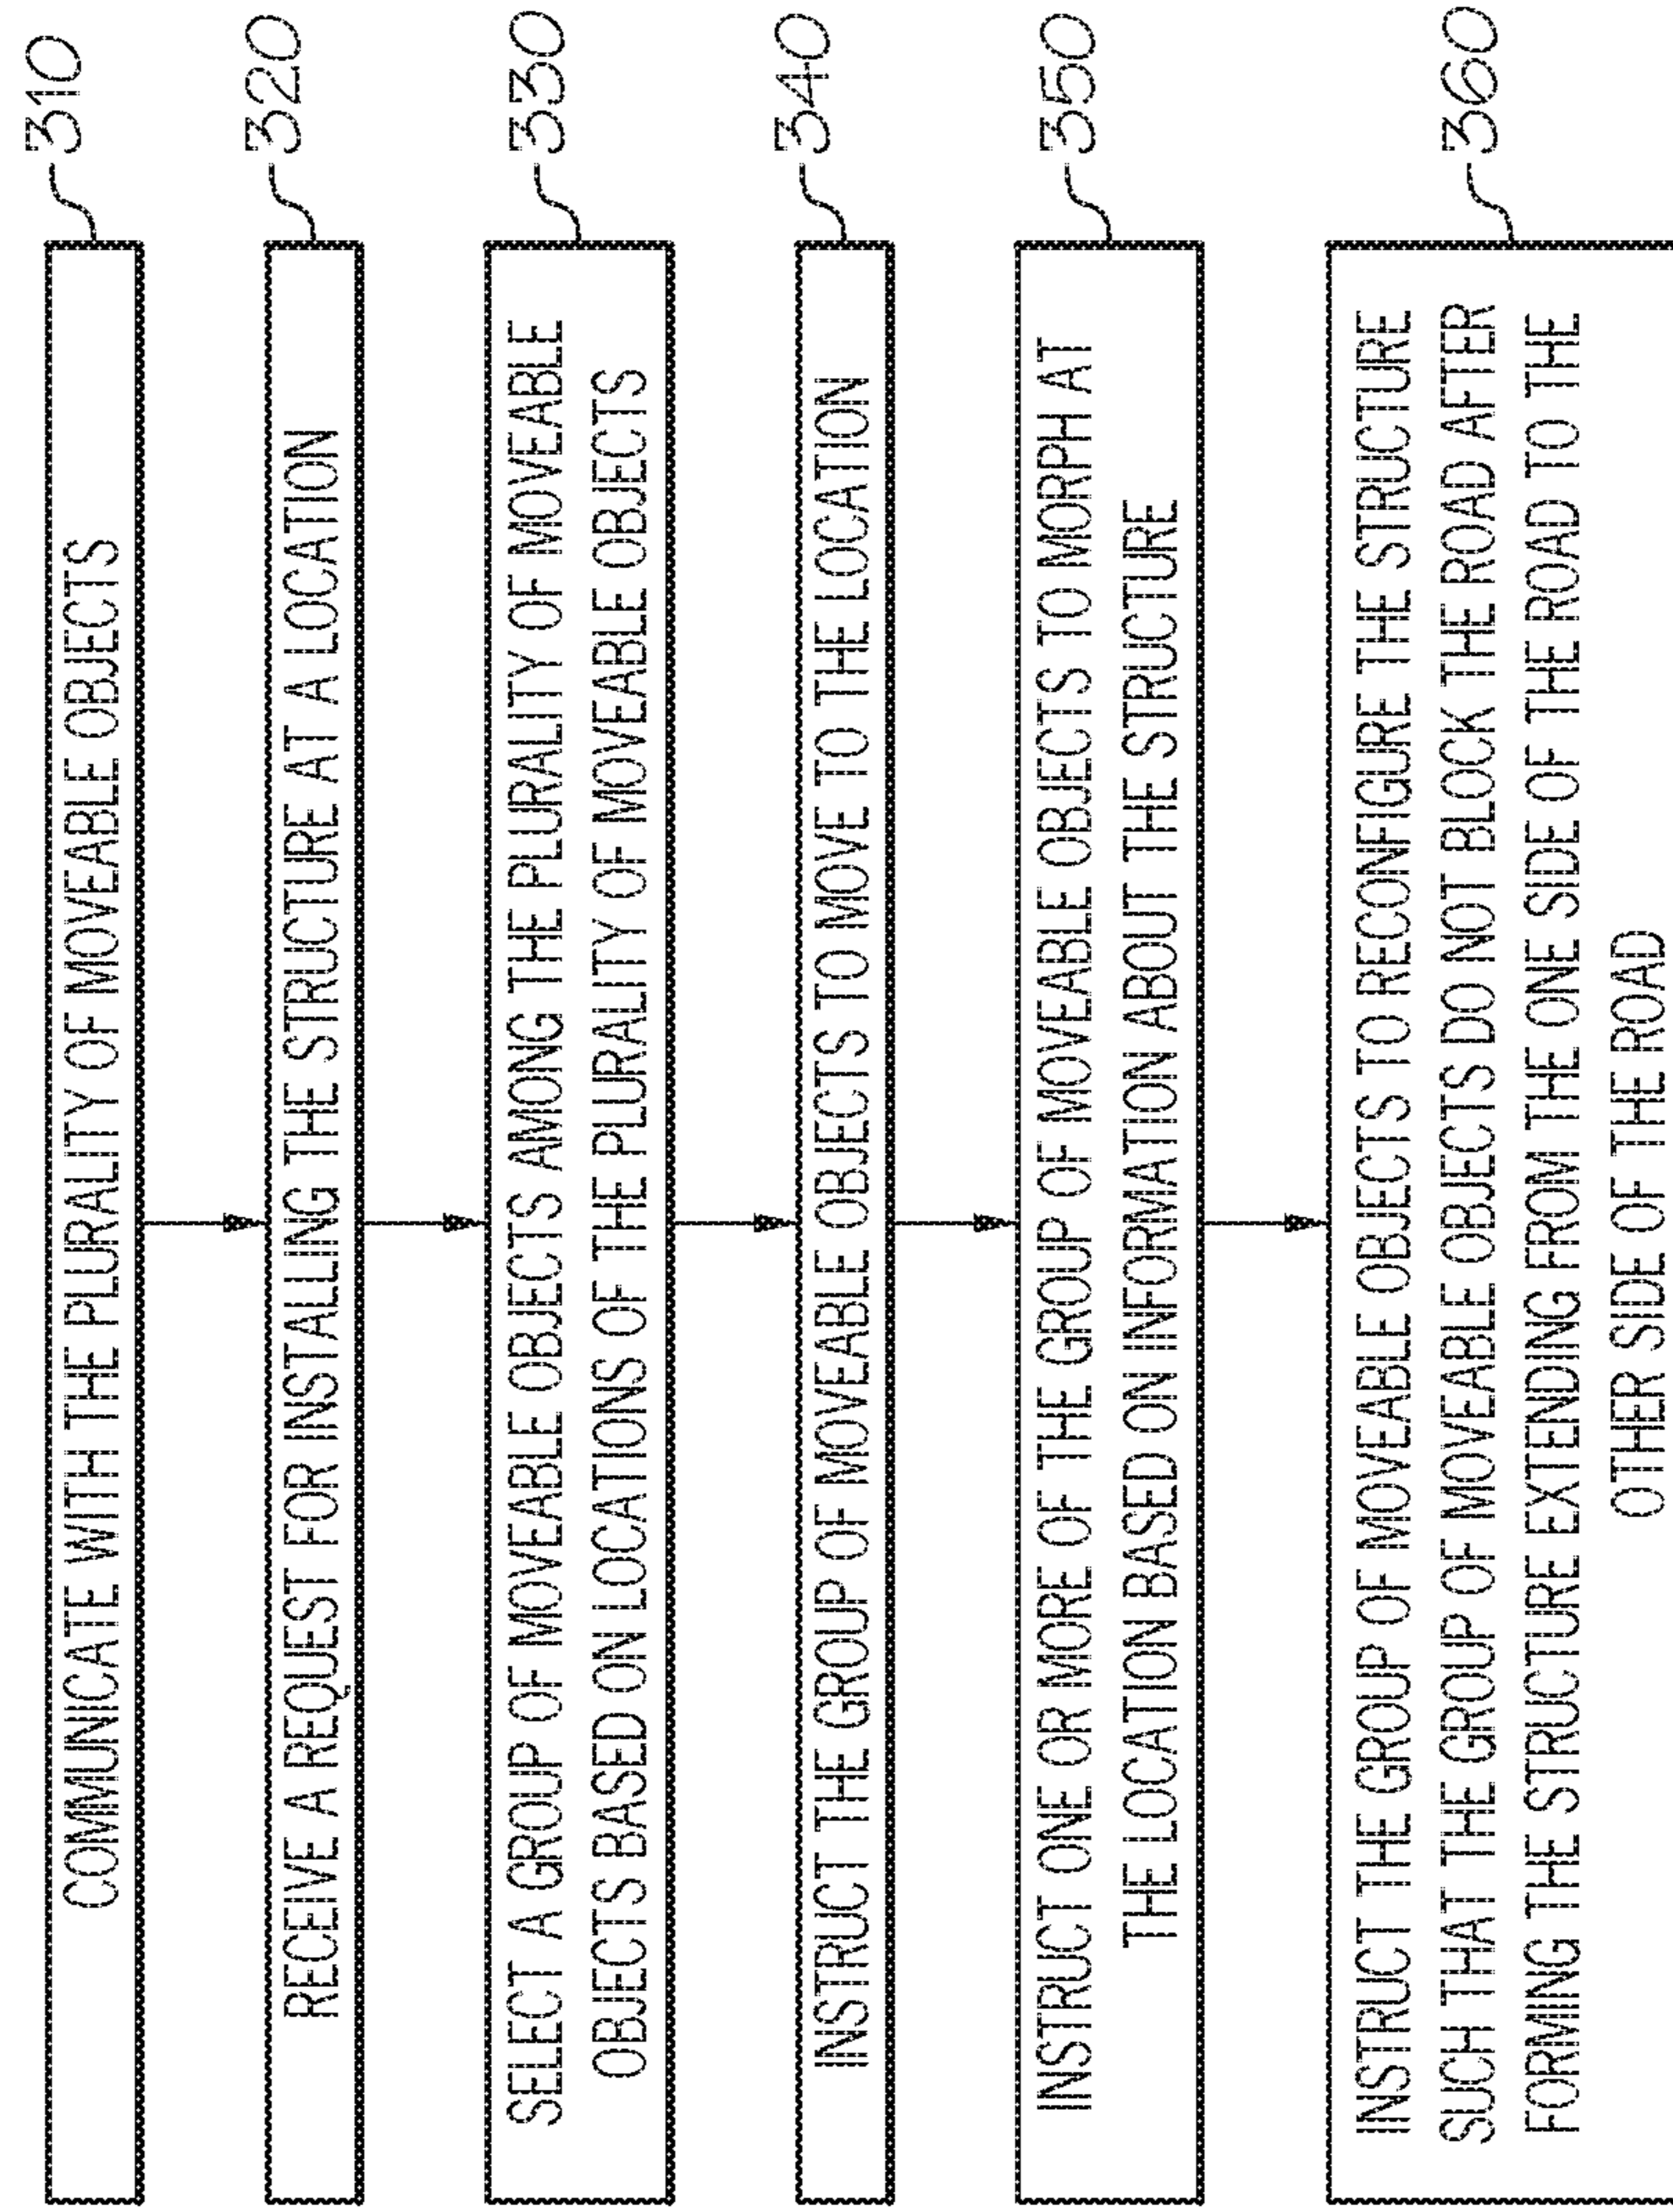 COMMUNICATE WITH THE PLURALITY OF MOVEABLE OBJECTS
310
RECEIVE A REQUEST FOR INSTALLING THE STRUCTURE AT A LOCATION
320
SELECT A GROUP OF MOVEABLE OBJECTS AMONG THE PLURALITY OF MOVEABLE
OBJECTS BASED ON LOCATIONS OF THE PLURALITY OF MOVEABLE OBJECTS
330
INSTRUCT THE GROUP OF MOVEABLE OBJECTS TO MOVE TO THE LOCATION
340
INSTRUCT ONE OR MORE OF THE GROUP OF MOVEABLE OBJECTS TO MORPH AT
THE LOCATION BASED ON INFORMATION ABOUT THE STRUCTURE
350
INSTRUCT THE GROUP OF MOVEABLE OBJECTS TO RECONFIGURE THE STRUCTURE
SUCH THAT THE GROUP OF MOVEABLE OBJECTS DO NOT BLOCK THE ROAD AFTER
FORMING THE STRUCTURE EXTENDING FROM THE ONE SIDE OF THE ROAD TO THE
OTHER SIDE OF THE ROAD
360